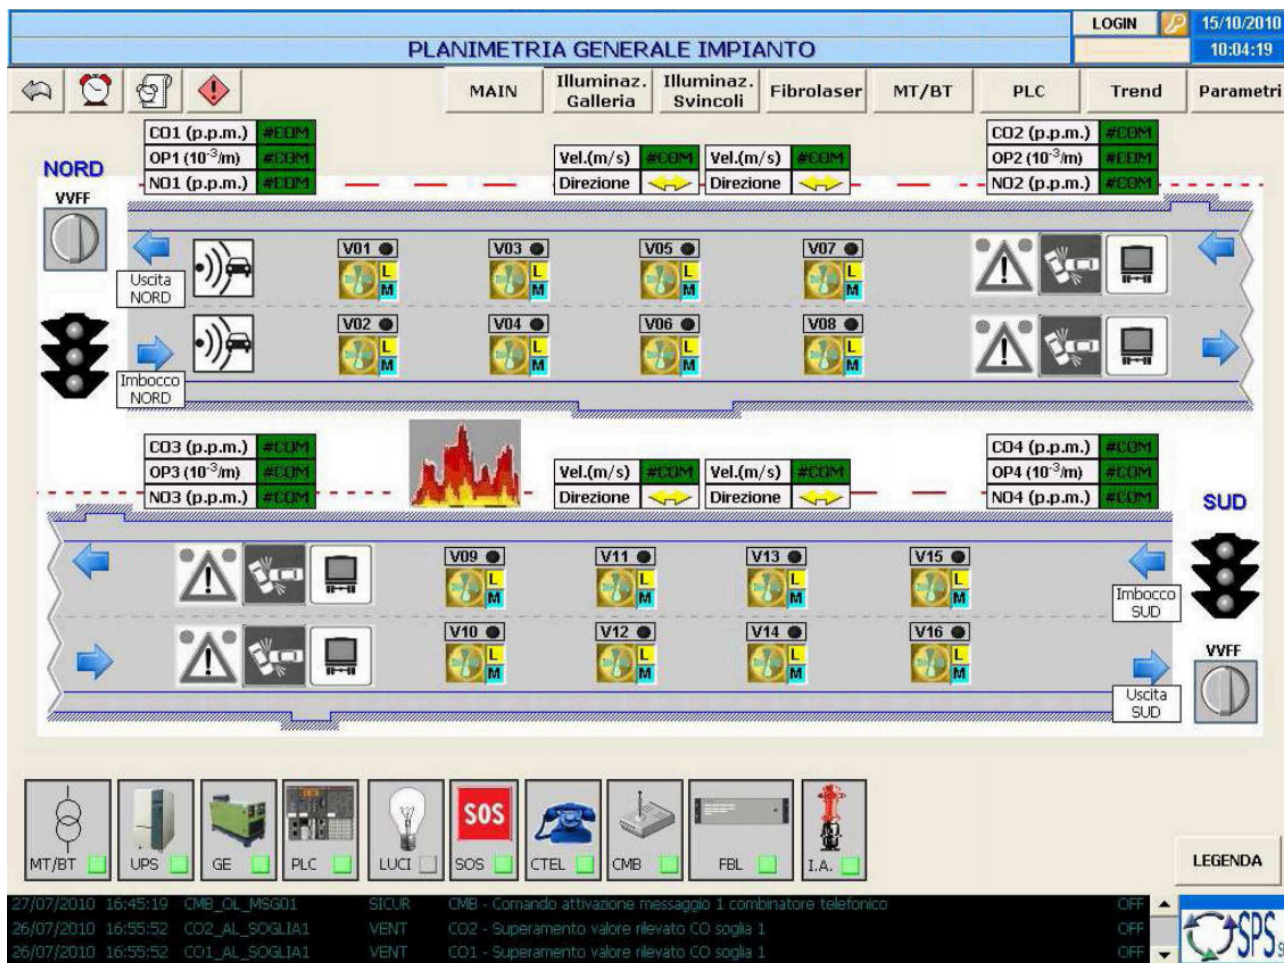 LOGIN 15/10/2010
PLANIMETRIA GENERALE IMPIANTO 10:04:19
MAIN Illuminaz. Galleria Illuminaz. Svincoli Fibrolaser MT/BT PLC Trend Parametri
CO1 (p.p.m.) #COM CO2 (p.p.m.) #COM
OP1 (10⁻³/m) #COM Vel.(m/s) #COM Vel.(m/s) #COM OP2 (10⁻³/m) #COM
NO1 (p.p.m.) #COM Direzione Direzione NO2 (p.p.m.) #COM
NORD
VVFF
V01 V03 V05 V07
L L L L
M M M M
Uscita
NORD
V02 V04 V06 V08
L L L L
M M M M
Imbocco
NORD
CO3 (p.p.m.) #COM CO4 (p.p.m.) #COM
OP3 (10⁻³/m) #COM Vel.(m/s) #COM Vel.(m/s) #COM OP4 (10⁻³/m) #COM
NO3 (p.p.m.) #COM Direzione Direzione NO4 (p.p.m.) #COM
SUD
V09 V11 V13 V15
L L L L
M M M M
Imbocco
SUD
V10 V12 V14 V16
L L L L
M M M M
VVFF
Uscita
SUD
SOS
MT/BT UPS GE PLC LUCI SOS CTEL CMB FBL I.A.
LEGENDA
27/07/2010 16:45:19 CMB_OL_MSG01 SICUR CMB - Comando attivazione messaggio 1 combinatore telefonico OFF
26/07/2010 16:55:52 CO2_AL_SOGLIA1 VENT CO2 - Superamento valore rilevato CO soglia 1 OFF
26/07/2010 16:55:52 CO1_AL_SOGLIA1 VENT CO1 - Superamento valore rilevato CO soglia 1 OFF
SPS